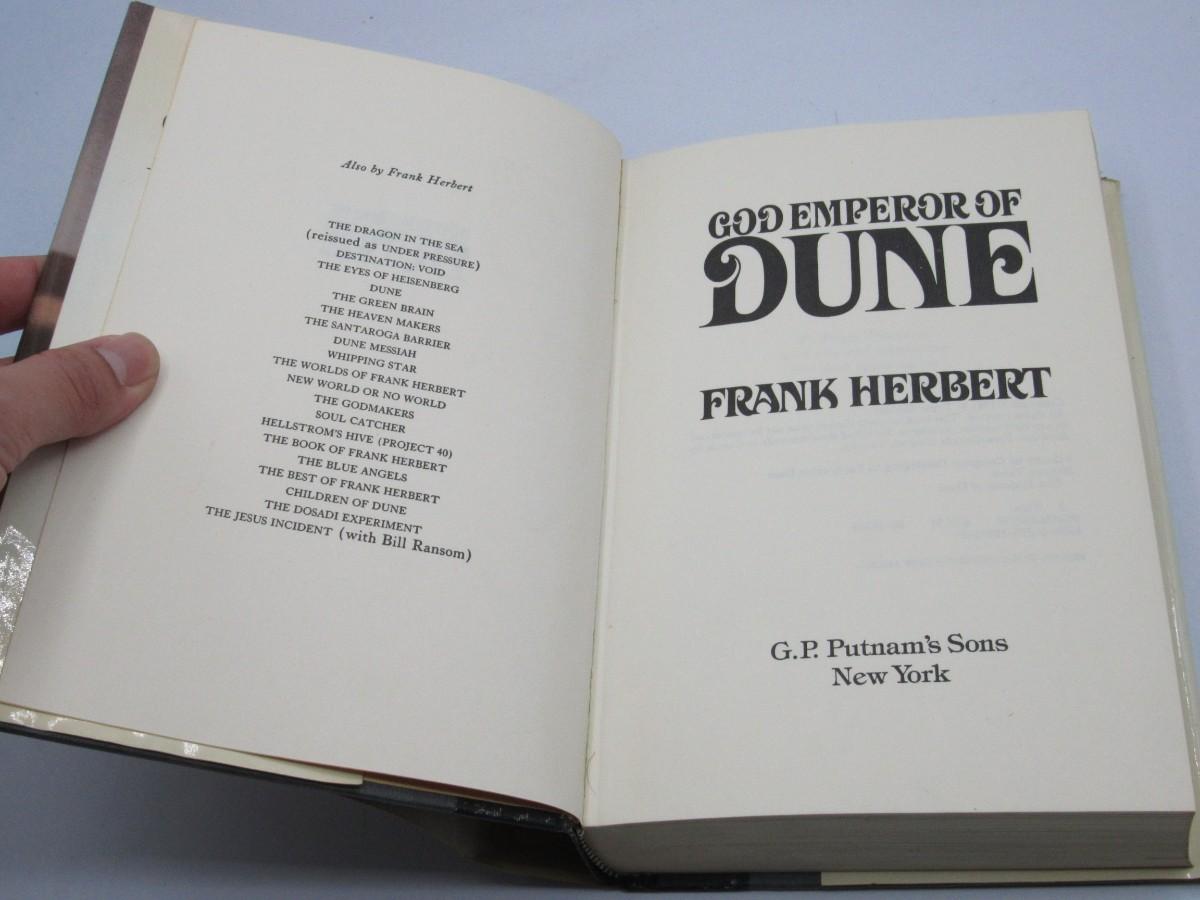 Also by Frank Herbert
THE DRAGON IN THE SEA
(reissued as UNDER PRESSURE)
DESTINATION: VOID
THE EYES OF HEISENBERG
DUNE
THE GREEN BRAIN
THE HEAVEN MAKERS
THE SANTAROGA BARRIER
DUNE MESSIAH
WHIPPING STAR
THE WORLDS OF FRANK HERBERT
NEW WORLD OR NO WORLD
THE GODMAKERS
SOUL CATCHER
HELLSTROM'S HIVE (PROJECT 40)
THE BOOK OF FRANK HERBERT
THE BLUE ANGELS
THE BEST OF FRANK HERBERT
CHILDREN OF DUNE
THE DOSADI EXPERIMENT
THE JESUS INCIDENT (with Bill Ransom)
GOD EMPEROR OF
DUNE
FRANK HERBERT
G.P. Putnam's Sons
New York